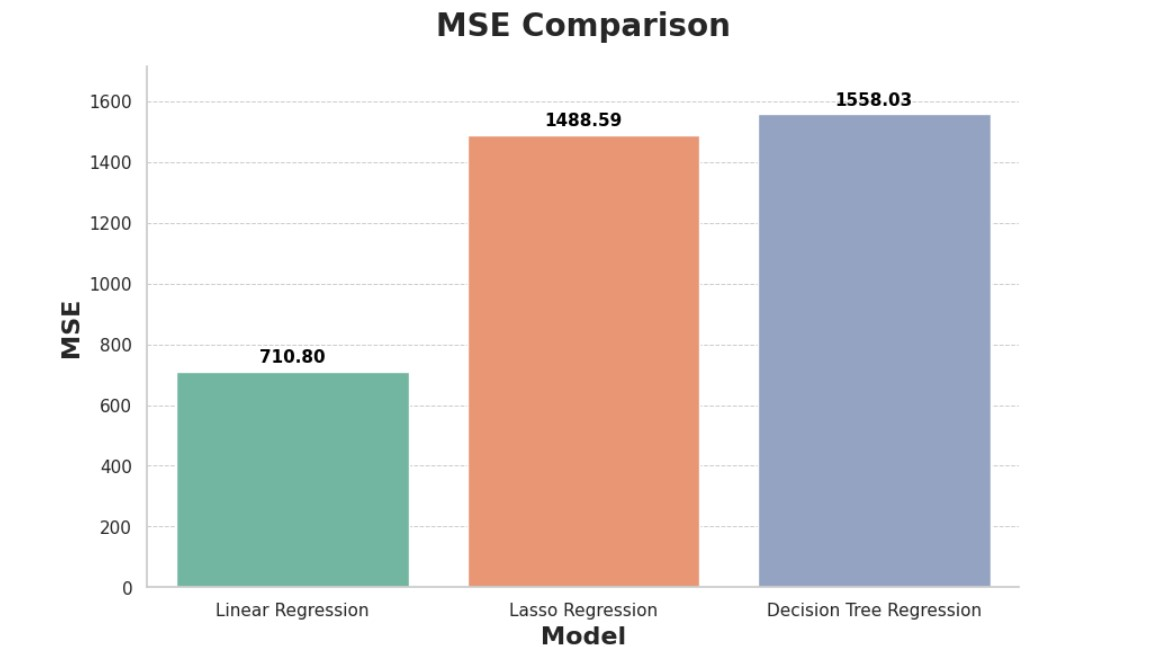 MSE Comparison
MSE
1600
1400
1200
1000
800
600
400
200
0
710.80
1488.59
1558.03
Linear Regression
Lasso Regression
Decision Tree Regression
Model